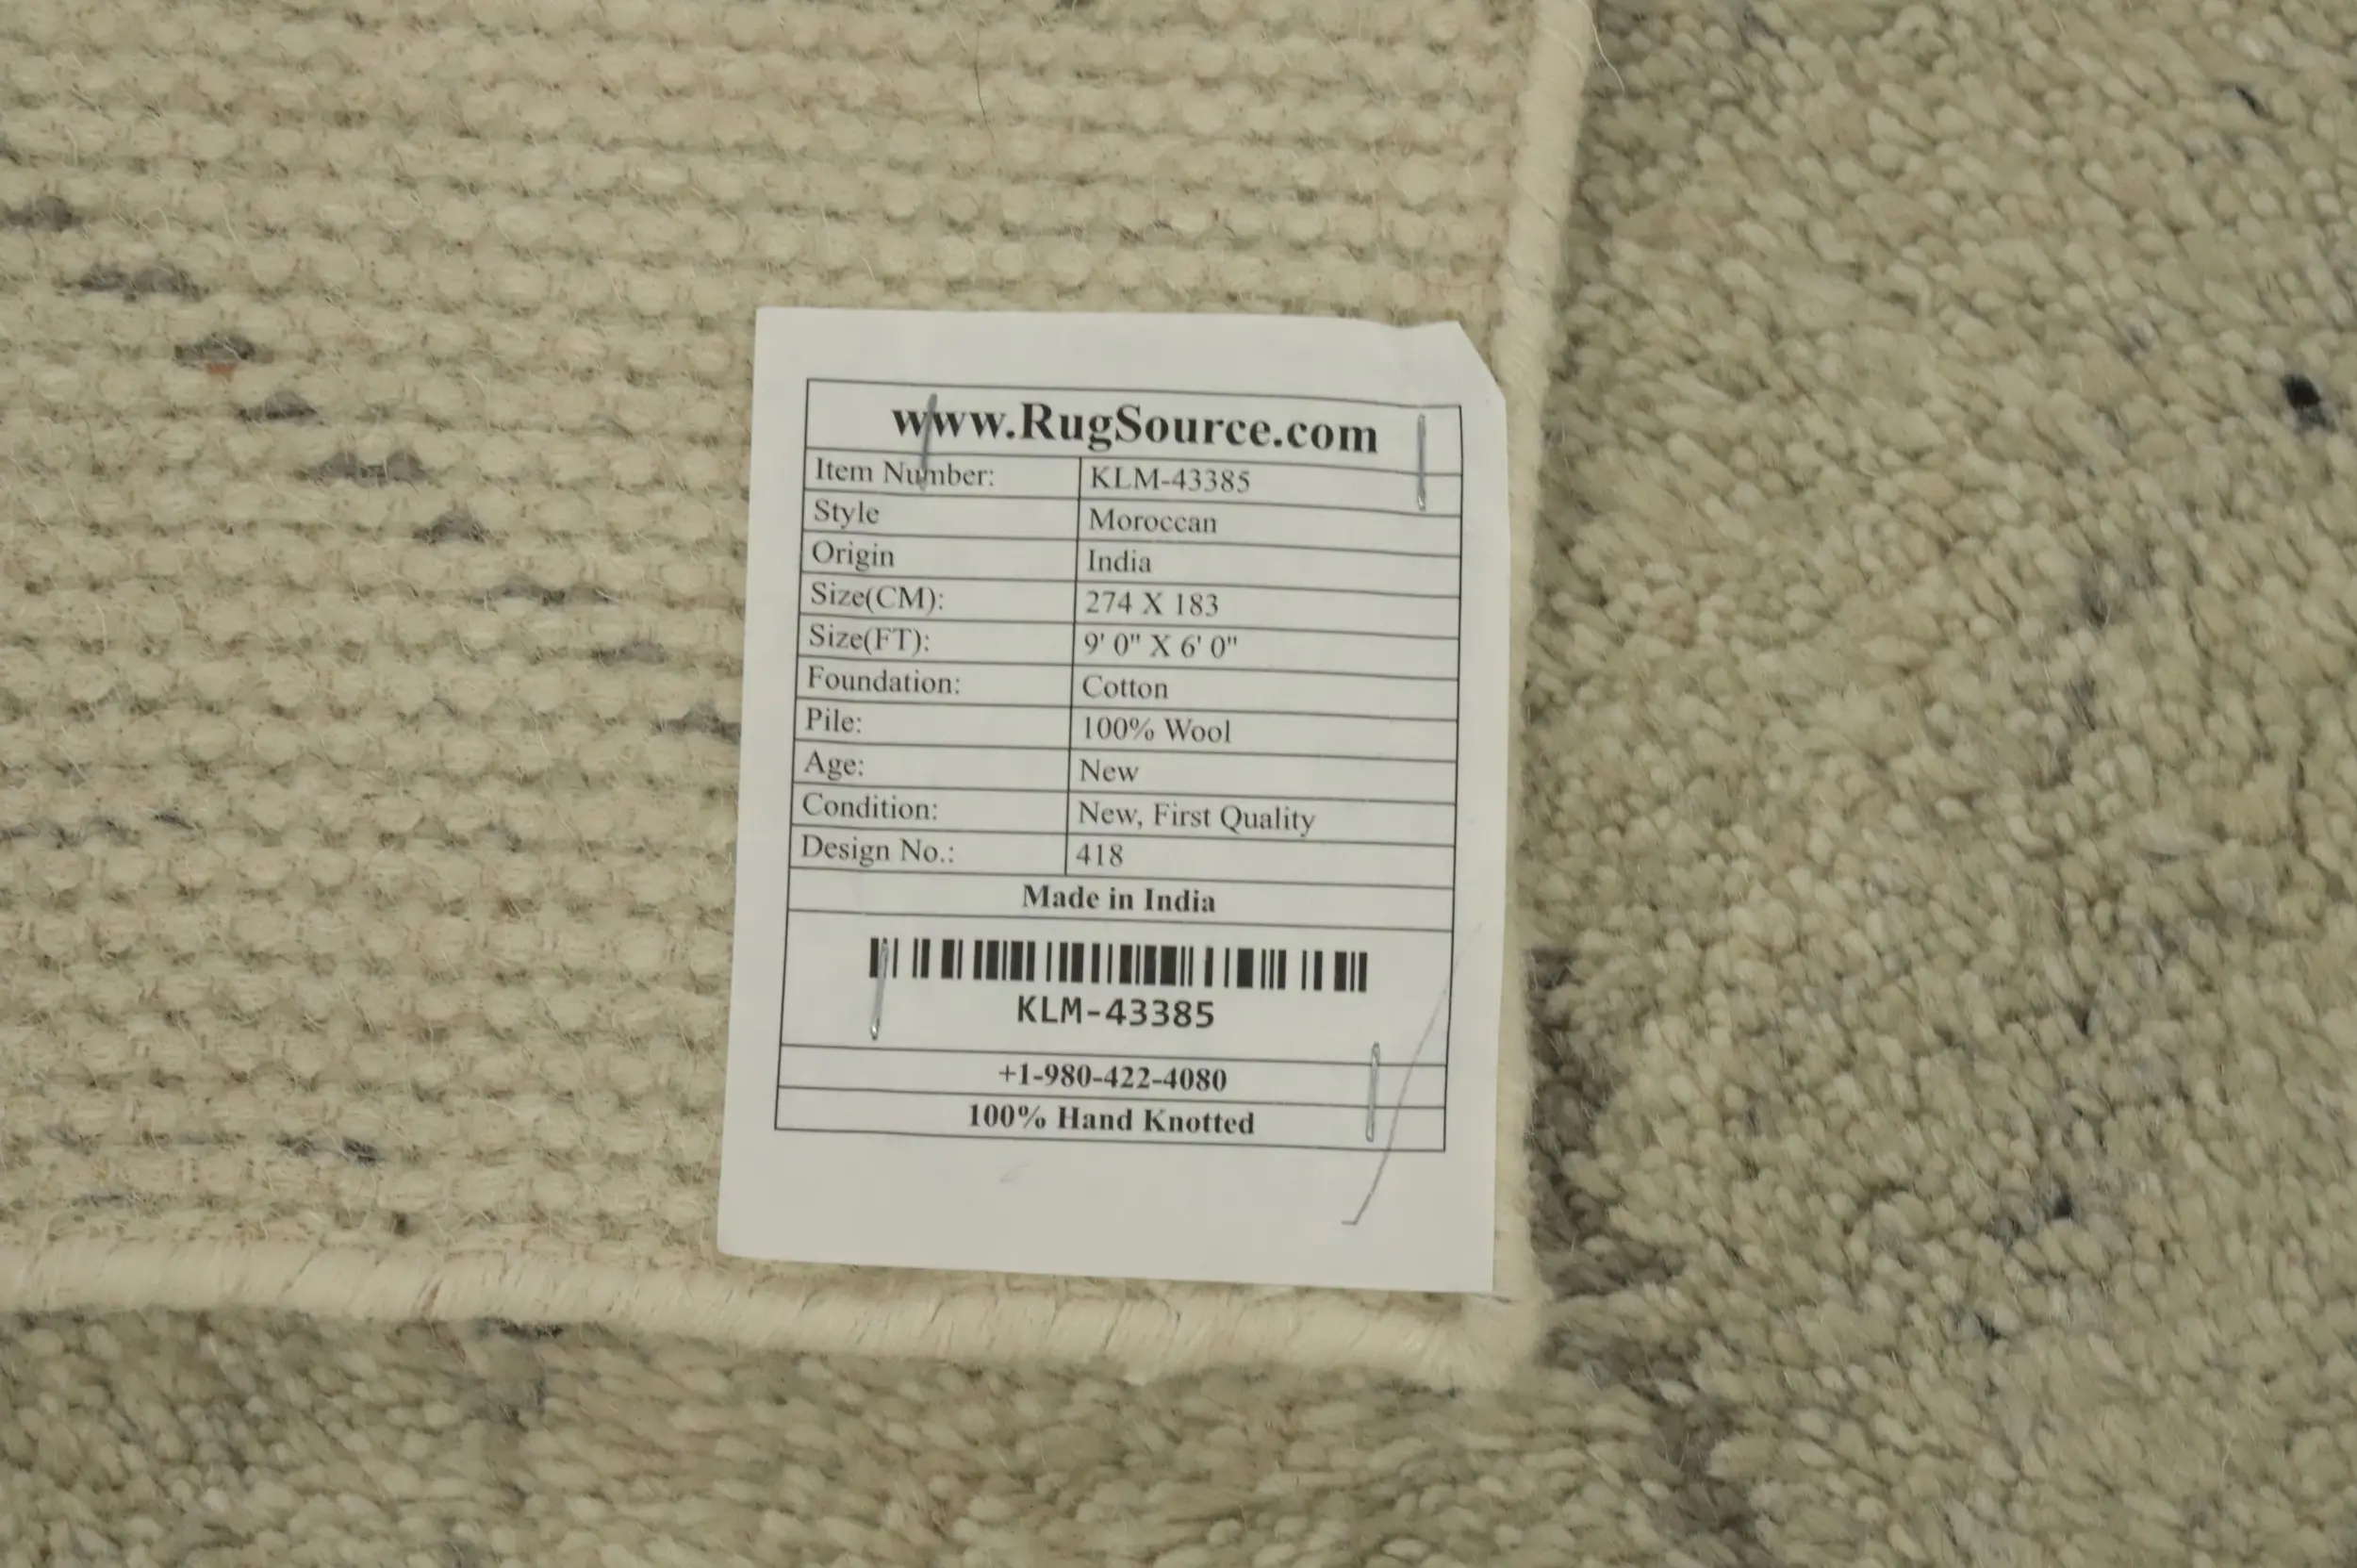 www.RugSource.com
Item Number: KLM-43385
Style Moroccan
Origin India
Size(CM): 274 X 183
Size(FT): 9' 0" X 6' 0"
Foundation: Cotton
Pile: 100% Wool
Age: New
Condition: New, First Quality
Design No.: 418
Made in India
KLM-43385
+1-980-422-4080
100% Hand Knotted